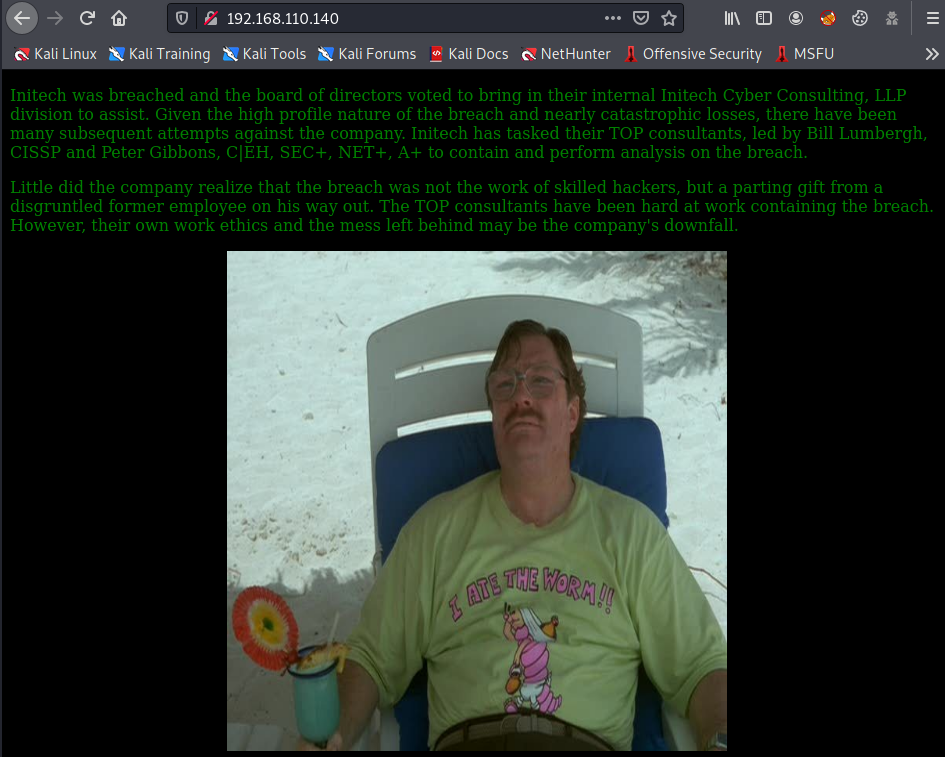 192.168.110.140
Kali Linux Kali Training Kali Tools Kali Forums Kali Docs NetHunter Offensive Security MSFU
Initech was breached and the board of directors voted to bring in their internal Initech Cyber Consulting, LLP
division to assist. Given the high profile nature of the breach and nearly catastrophic losses, there have been
many subsequent attempts against the company. Initech has tasked their TOP consultants, led by Bill Lumbergh,
CISSP and Peter Gibbons, C|EH, SEC+, NET+, A+ to contain and perform analysis on the breach.
Little did the company realize that the breach was not the work of skilled hackers, but a parting gift from a
disgruntled former employee on his way out. The TOP consultants have been hard at work containing the breach.
However, their own work ethics and the mess left behind may be the company's downfall.
I ATE THE WORM!!